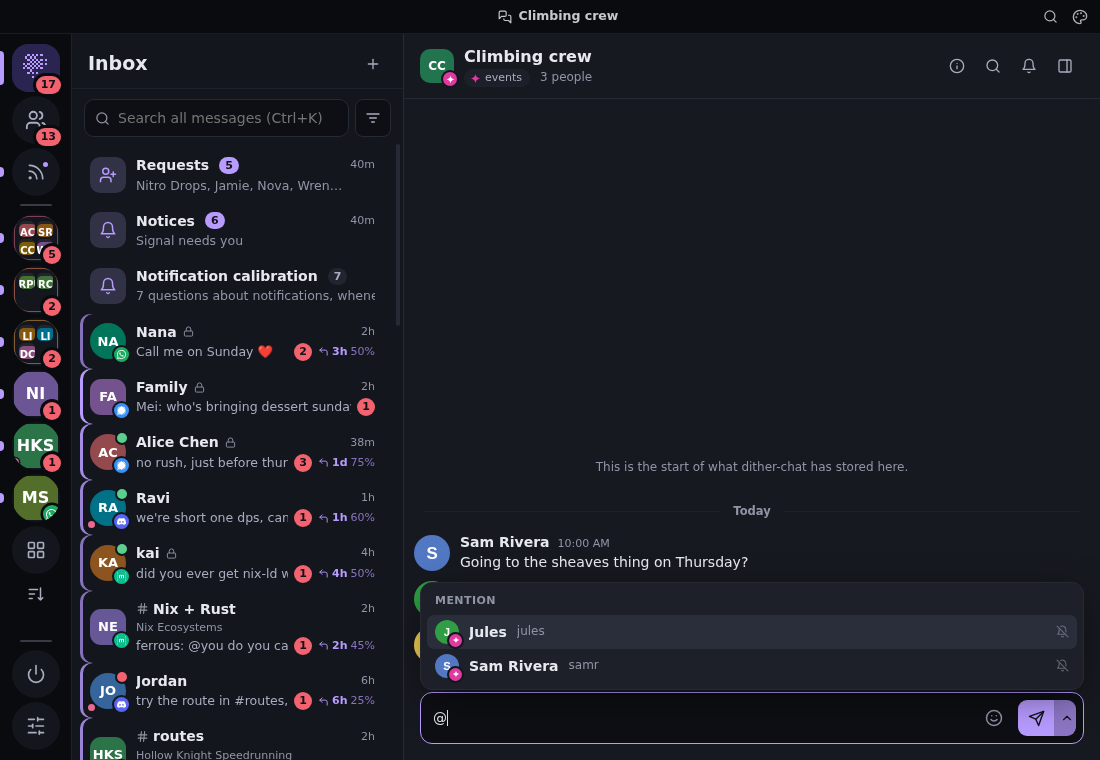 Climbing crew
17
13
AC SR
CC
5
RP RC
2
LI LI
DC
2
NI
1
HKS
1
MS
Inbox
Search all messages (Ctrl+K)
Requests 5 40m
Nitro Drops, Jamie, Nova, Wren…
Notices 6 40m
Signal needs you
Notification calibration 7
7 questions about notifications, whene
NA
Nana 2h
Call me on Sunday ❤️ 2 3h 50%
FA
Family 2h
Mei: who's bringing dessert sunda 1
AC
Alice Chen 38m
no rush, just before thur 3 1d 75%
RA
Ravi 1h
we're short one dps, can 1 1h 60%
KA
kai 4h
did you ever get nix-ld w 1 4h 50%
NE
# Nix + Rust 2h
Nix Ecosystems
ferrous: @you do you ca 1 2h 45%
JO
Jordan 6h
try the route in #routes, 1 6h 25%
HKS
# routes 2h
Hollow Knight Speedrunning
CC
Climbing crew
events 3 people
This is the start of what dither-chat has stored here.
Today
S
Sam Rivera 10:00 AM
Going to the sheaves thing on Thursday?
MENTION
J Jules jules
S Sam Rivera samr
@